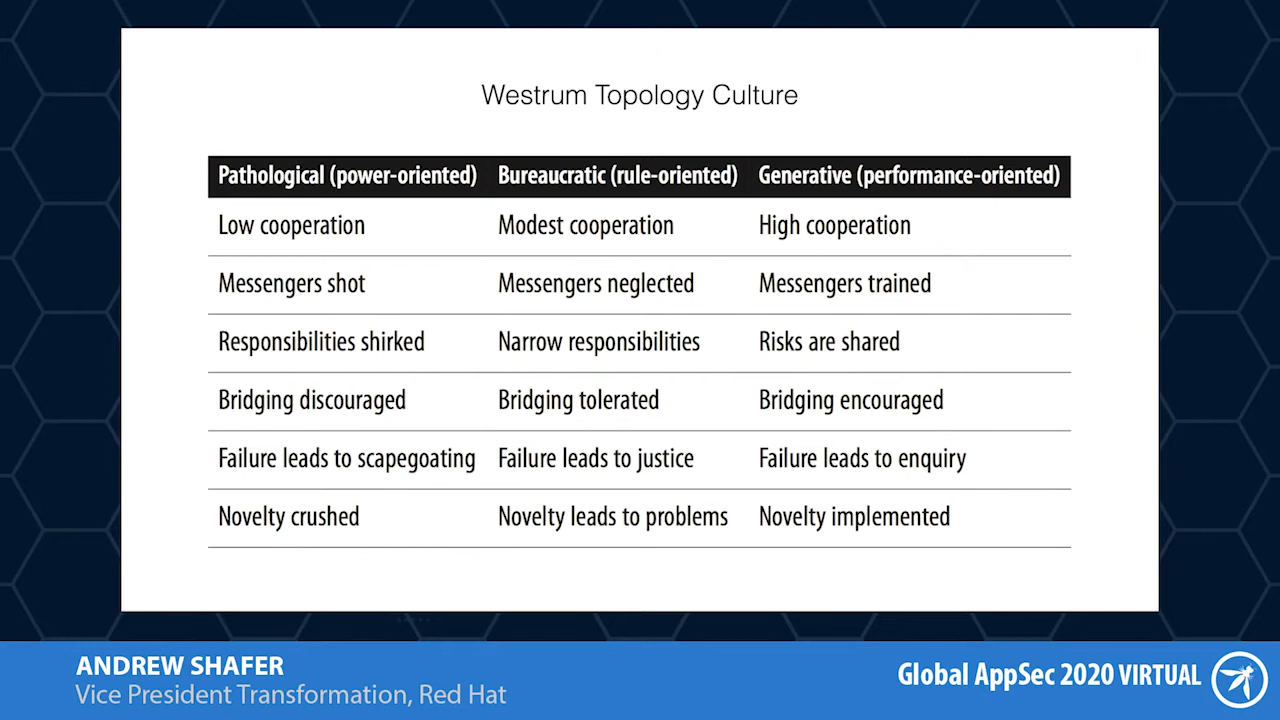 Westrum Topology Culture
Pathological (power-oriented) Bureaucratic (rule-oriented) Generative (performance-oriented)
Low cooperation Modest cooperation High cooperation
Messengers shot Messengers neglected Messengers trained
Responsibilities shirked Narrow responsibilities Risks are shared
Bridging discouraged Bridging tolerated Bridging encouraged
Failure leads to scapegoating Failure leads to justice Failure leads to enquiry
Novelty crushed Novelty leads to problems Novelty implemented
ANDREW SHAFER
Vice President Transformation, Red Hat
Global AppSec 2020 VIRTUAL